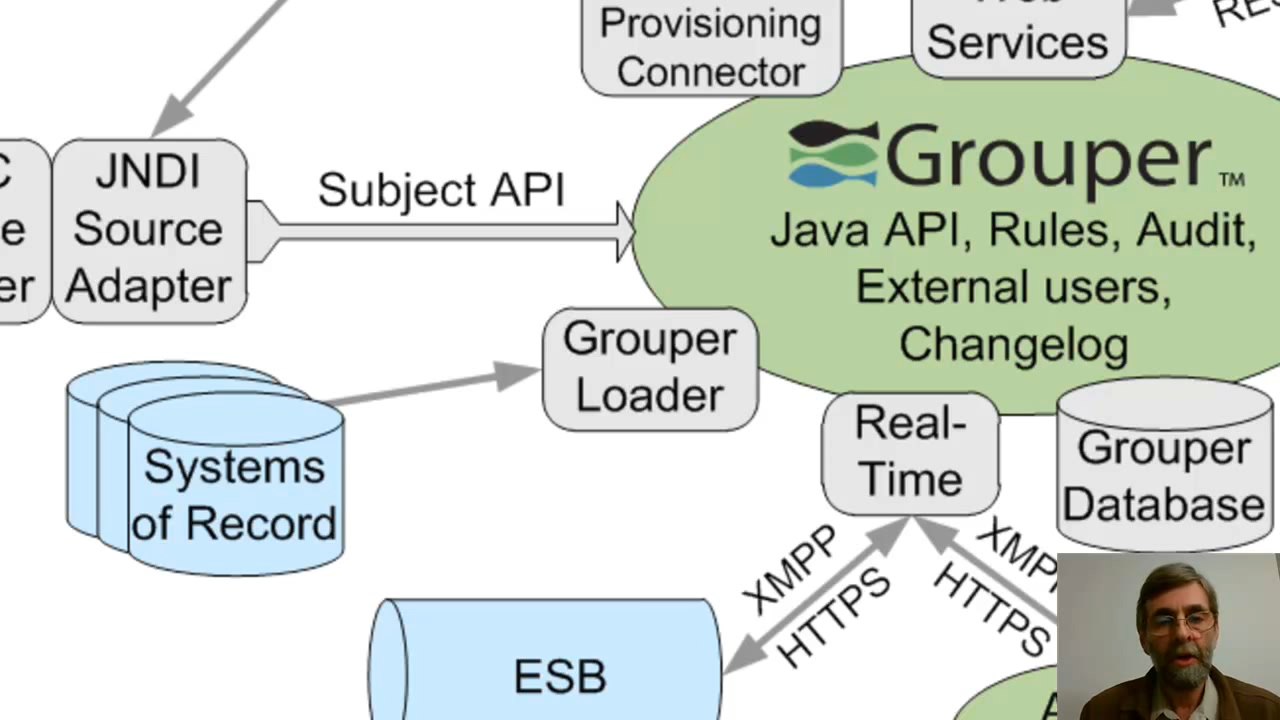 Provisioning
Connector
Services
Grouper™
Java API, Rules, Audit,
External users,
Changelog
JNDI
Source
Adapter
Subject API
Grouper
Loader
Systems
of Record
Real-
Time
Grouper
Database
XMPP
HTTPS
HTTPS
ESB